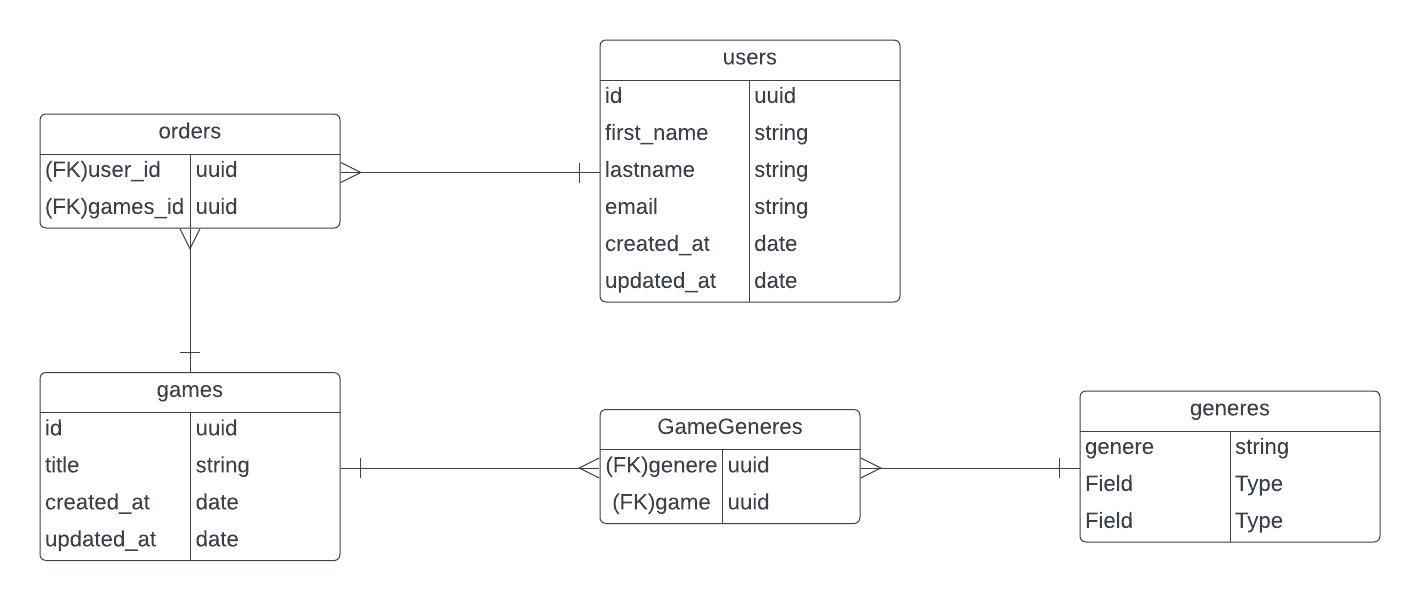 users
id uuid
first_name string
lastname string
email string
created_at date
updated_at date
orders
(FK)user_id uuid
(FK)games_id uuid
games
id uuid
title string
created_at date
updated_at date
GameGeneres
(FK)genere uuid
(FK)game uuid
generes
genere string
Field Type
Field Type